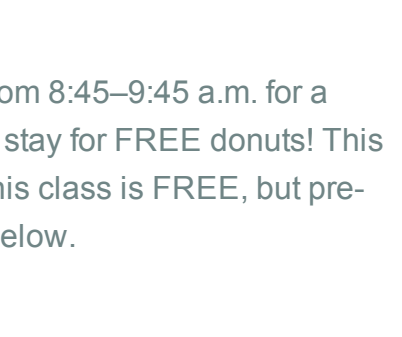 om 8:45–9:45 a.m. for a
stay for FREE donuts! This
his class is FREE, but pre-
elow.